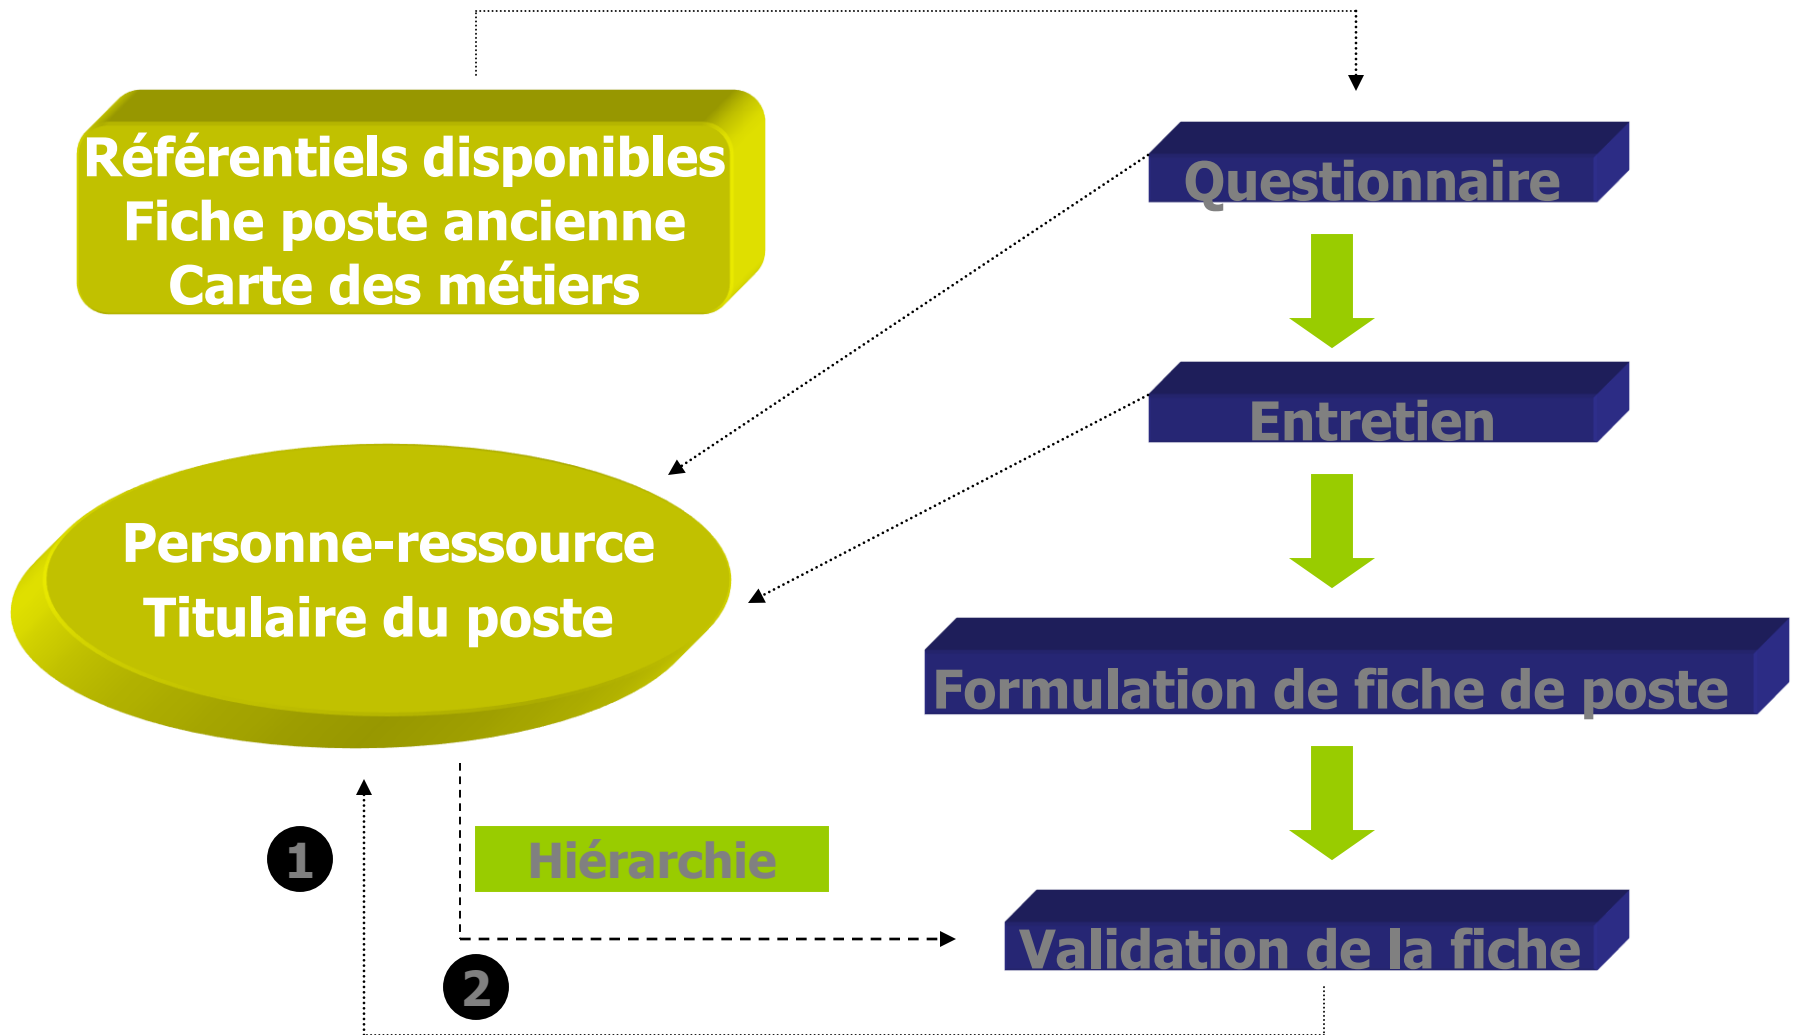 Référentiels disponibles
Fiche poste ancienne
Carte des métiers
Questionnaire
Entretien
Personne-ressource
Titulaire du poste
Formulation de fiche de poste
1
Hiérarchie
Validation de la fiche
2